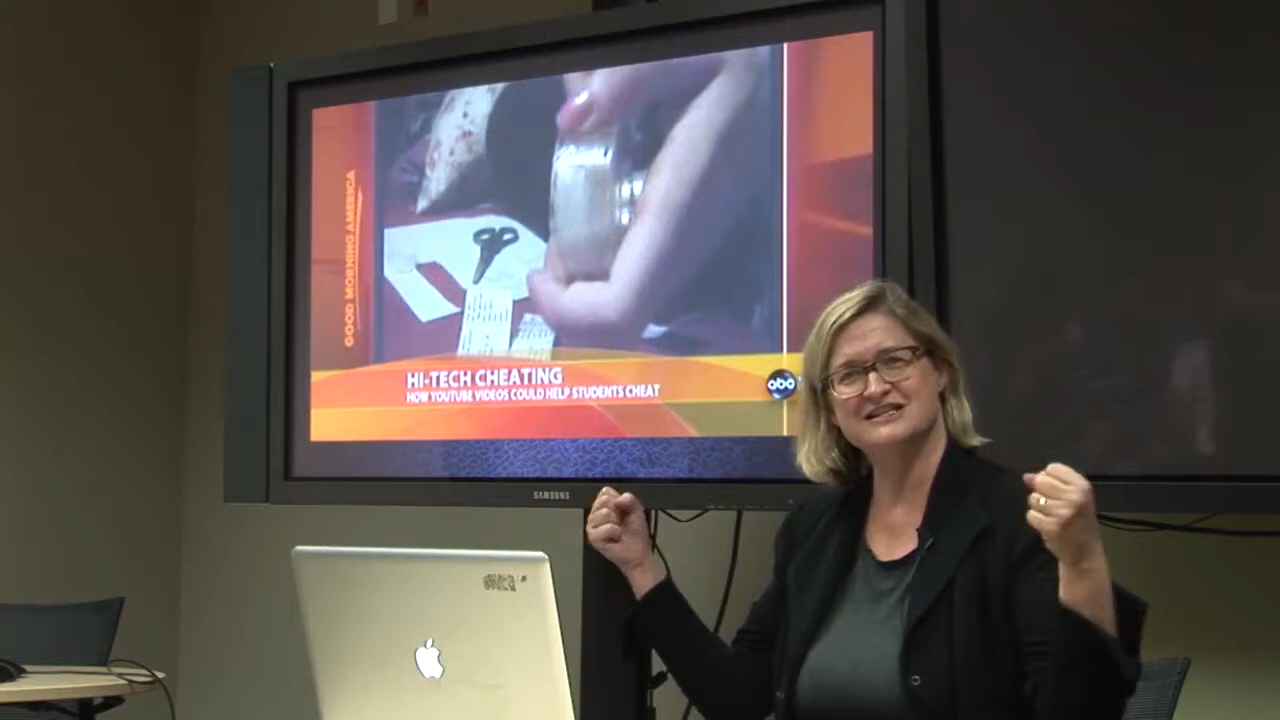 GOOD MORNING AMERICA
HI-TECH CHEATING
HOW YOUTUBE VIDEOS COULD HELP STUDENTS CHEAT
abc
SAMSUNG